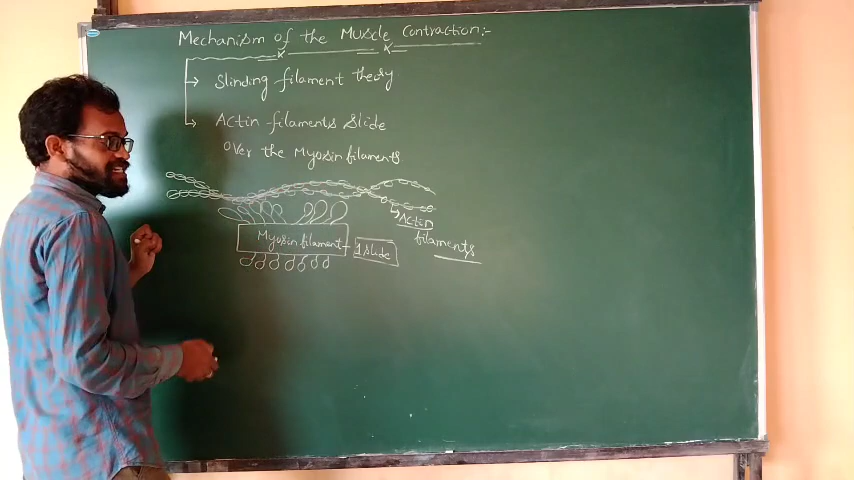 Mechanism of the Muscle Contraction:-
Slinding filament theory
Actin filaments slide
Over the Myosin filaments
Actin
filaments
Myosin filament
1 slide